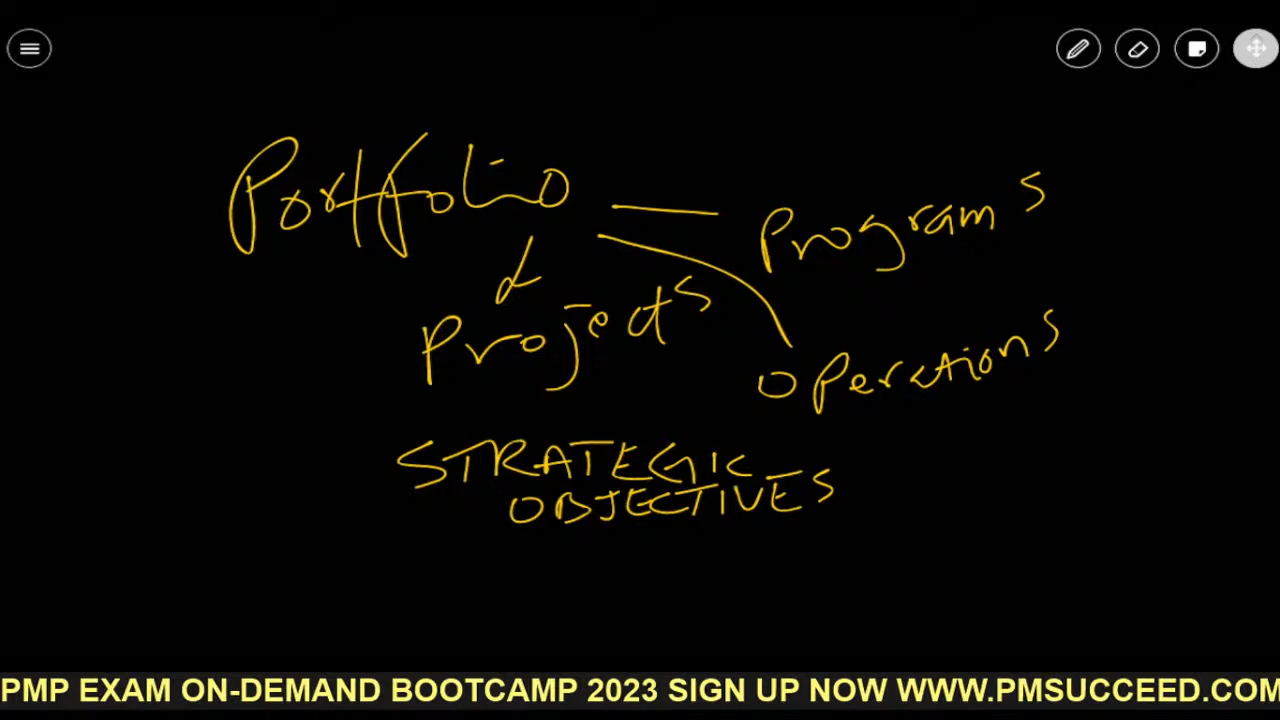 Portfolio
Programs
Projects
Operations
STRATEGIC
OBJECTIVES
PMP EXAM ON-DEMAND BOOTCAMP 2023 SIGN UP NOW WWW.PMSUCCEED.COM